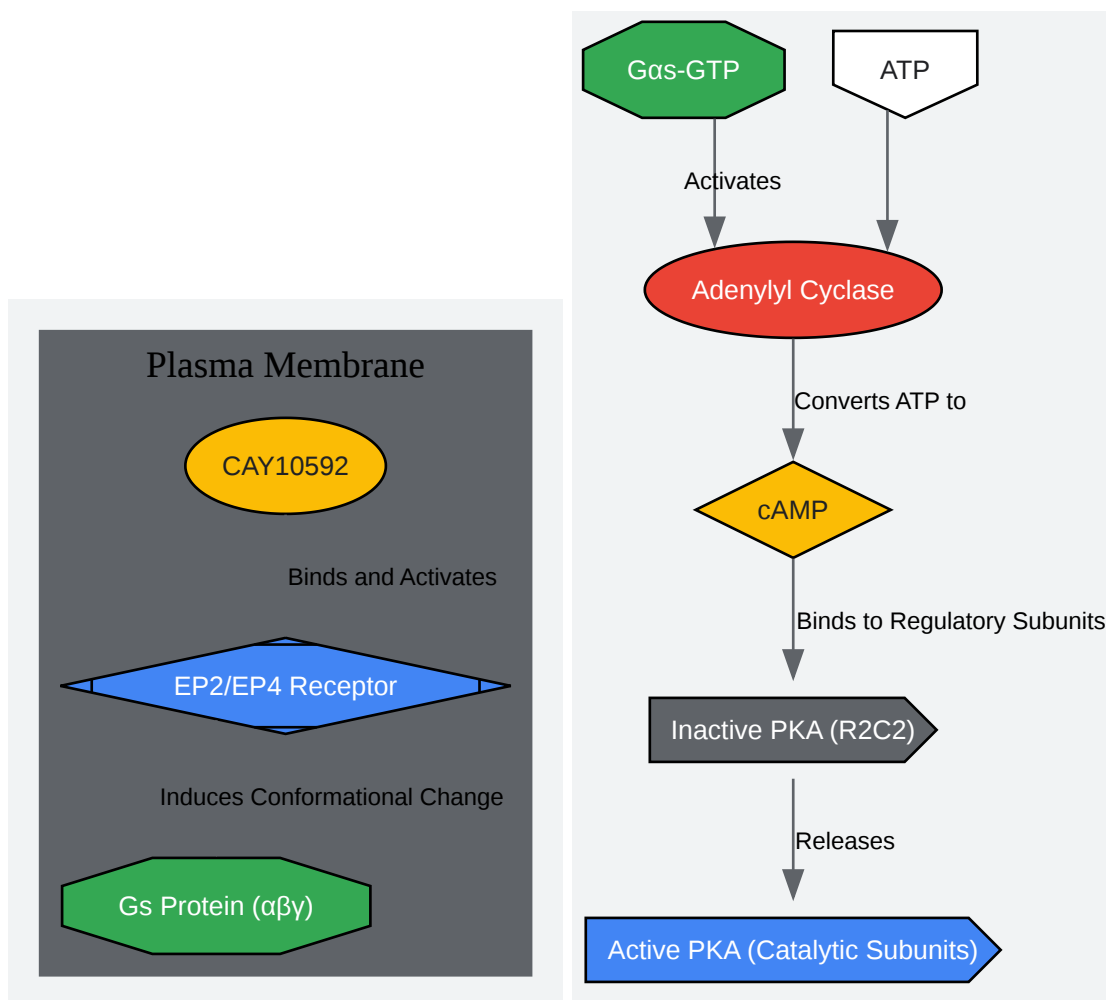 Plasma Membrane
CAY10592
Binds and Activates
EP2/EP4 Receptor
Induces Conformational Change
Gs Protein (αβγ)
Gαs-GTP
ATP
Activates
Adenylyl Cyclase
Converts ATP to
cAMP
Binds to Regulatory Subunits
Inactive PKA (R2C2)
Releases
Active PKA (Catalytic Subunits)